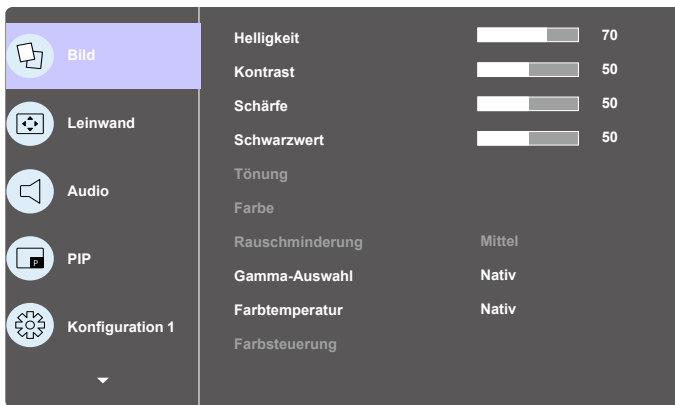 Bild
Leinwand
Audio
P
PIP
Konfiguration 1
Helligkeit 70
Kontrast 50
Schärfe 50
Schwarzwert 50
Tönung
Farbe
Rauschminderung Mittel
Gamma-Auswahl Nativ
Farbtemperatur Nativ
Farbsteuerung